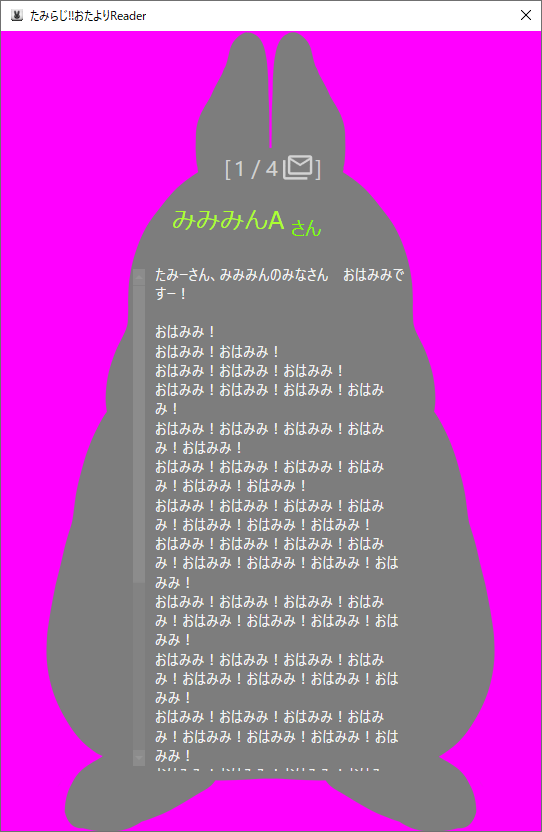 たみらじ!!おたよりReader
[1 / 4 ]
みみみんA さん
たみーさん、みみみんのみなさん　おはみみで
すー！
おはみみ！
おはみみ！おはみみ！
おはみみ！おはみみ！おはみみ！
おはみみ！おはみみ！おはみみ！おはみ
み！
おはみみ！おはみみ！おはみみ！おはみ
み！おはみみ！
おはみみ！おはみみ！おはみみ！おはみ
み！おはみみ！おはみみ！
おはみみ！おはみみ！おはみみ！おはみ
み！おはみみ！おはみみ！おはみみ！
おはみみ！おはみみ！おはみみ！おはみ
み！おはみみ！おはみみ！おはみみ！おは
みみ！
おはみみ！おはみみ！おはみみ！おはみ
み！おはみみ！おはみみ！おはみみ！おは
みみ！
おはみみ！おはみみ！おはみみ！おはみ
み！おはみみ！おはみみ！おはみみ！おは
みみ！
おはみみ！おはみみ！おはみみ！おはみ
み！おはみみ！おはみみ！おはみみ！おは
みみ！